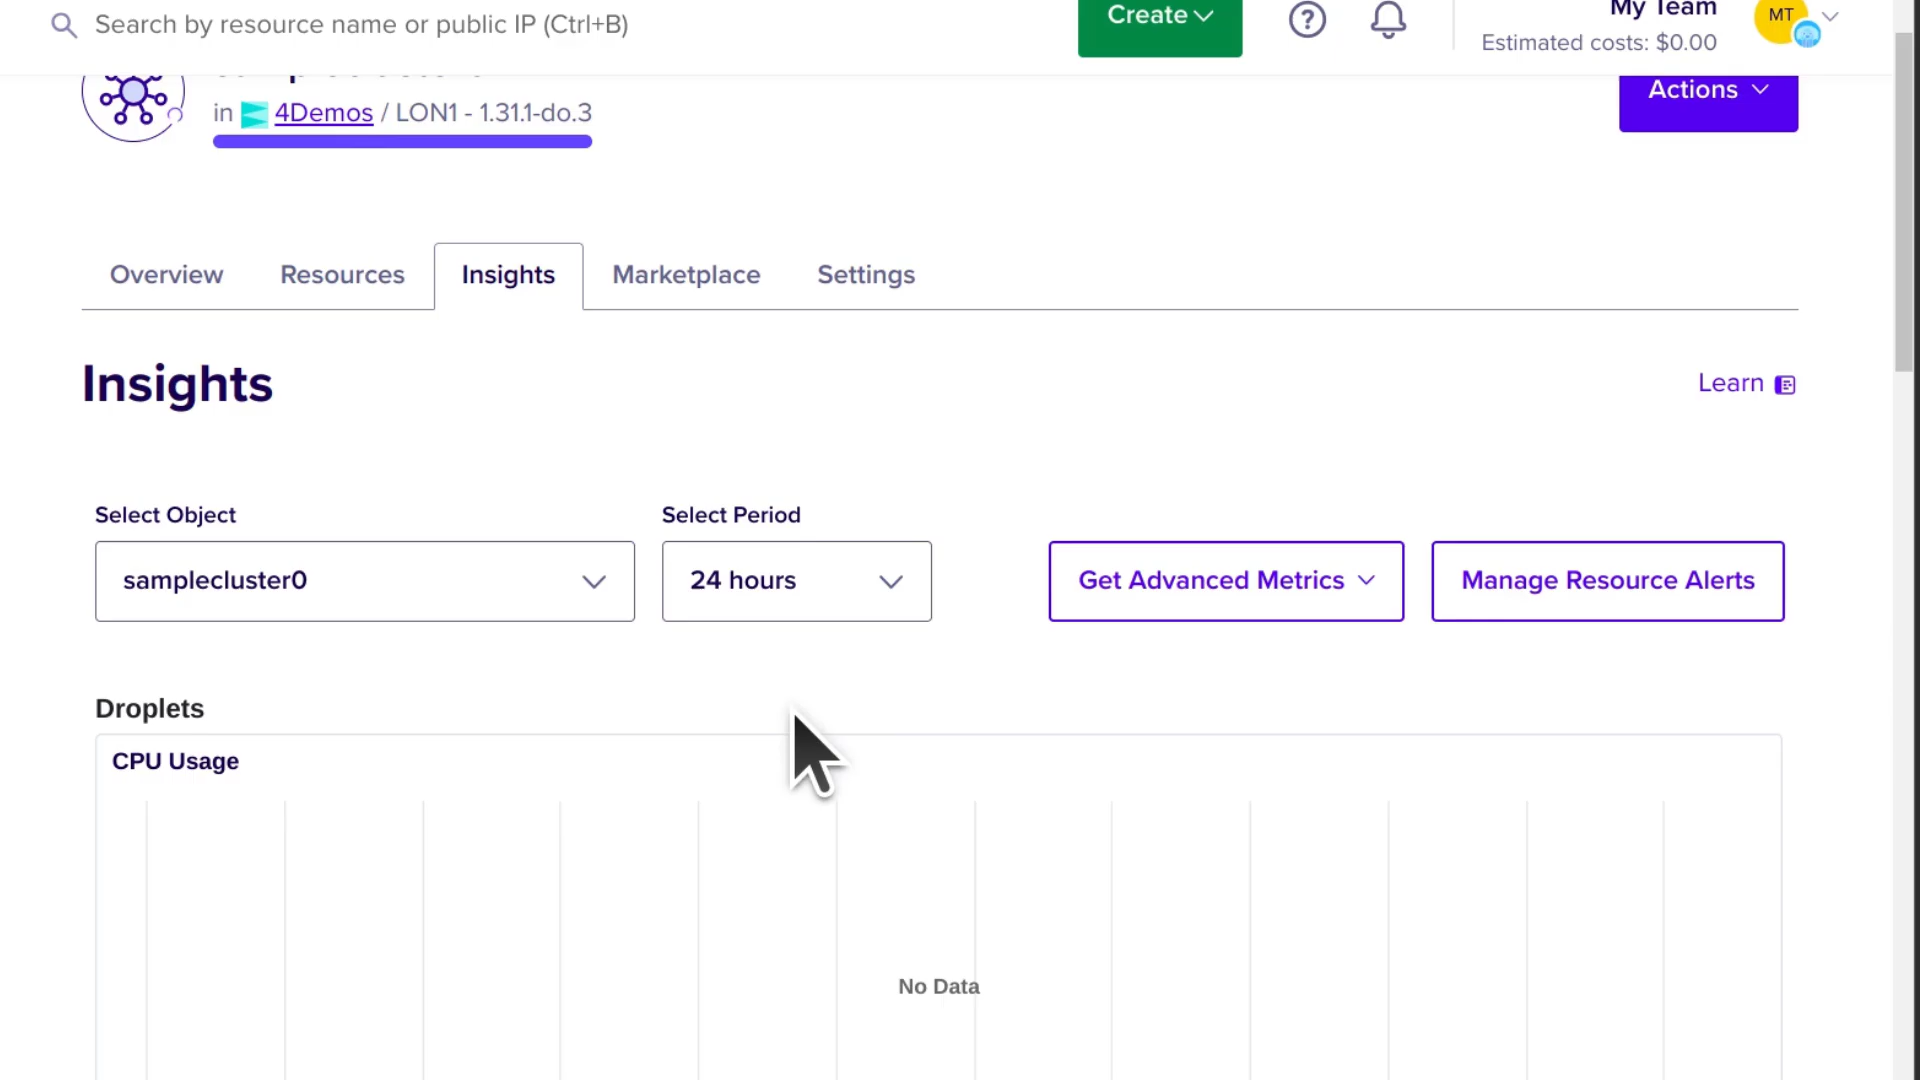 Search by resource name or public IP (Ctrl+B)
Create
My Team
Estimated costs: $0.00
MT
in 4Demos / LON1 - 1.31.1-do.3
Actions
Overview
Resources
Insights
Marketplace
Settings
Insights
Learn
Select Object
Select Period
samplecluster0
24 hours
Get Advanced Metrics
Manage Resource Alerts
Droplets
CPU Usage
No Data